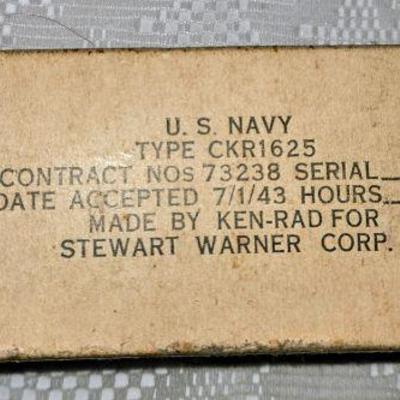 U. S. NAVY
TYPE CKR1625
CONTRACT NOs 73238 SERIAL
DATE ACCEPTED 7/1/43 HOURS
MADE BY KEN-RAD FOR
STEWART WARNER CORP.